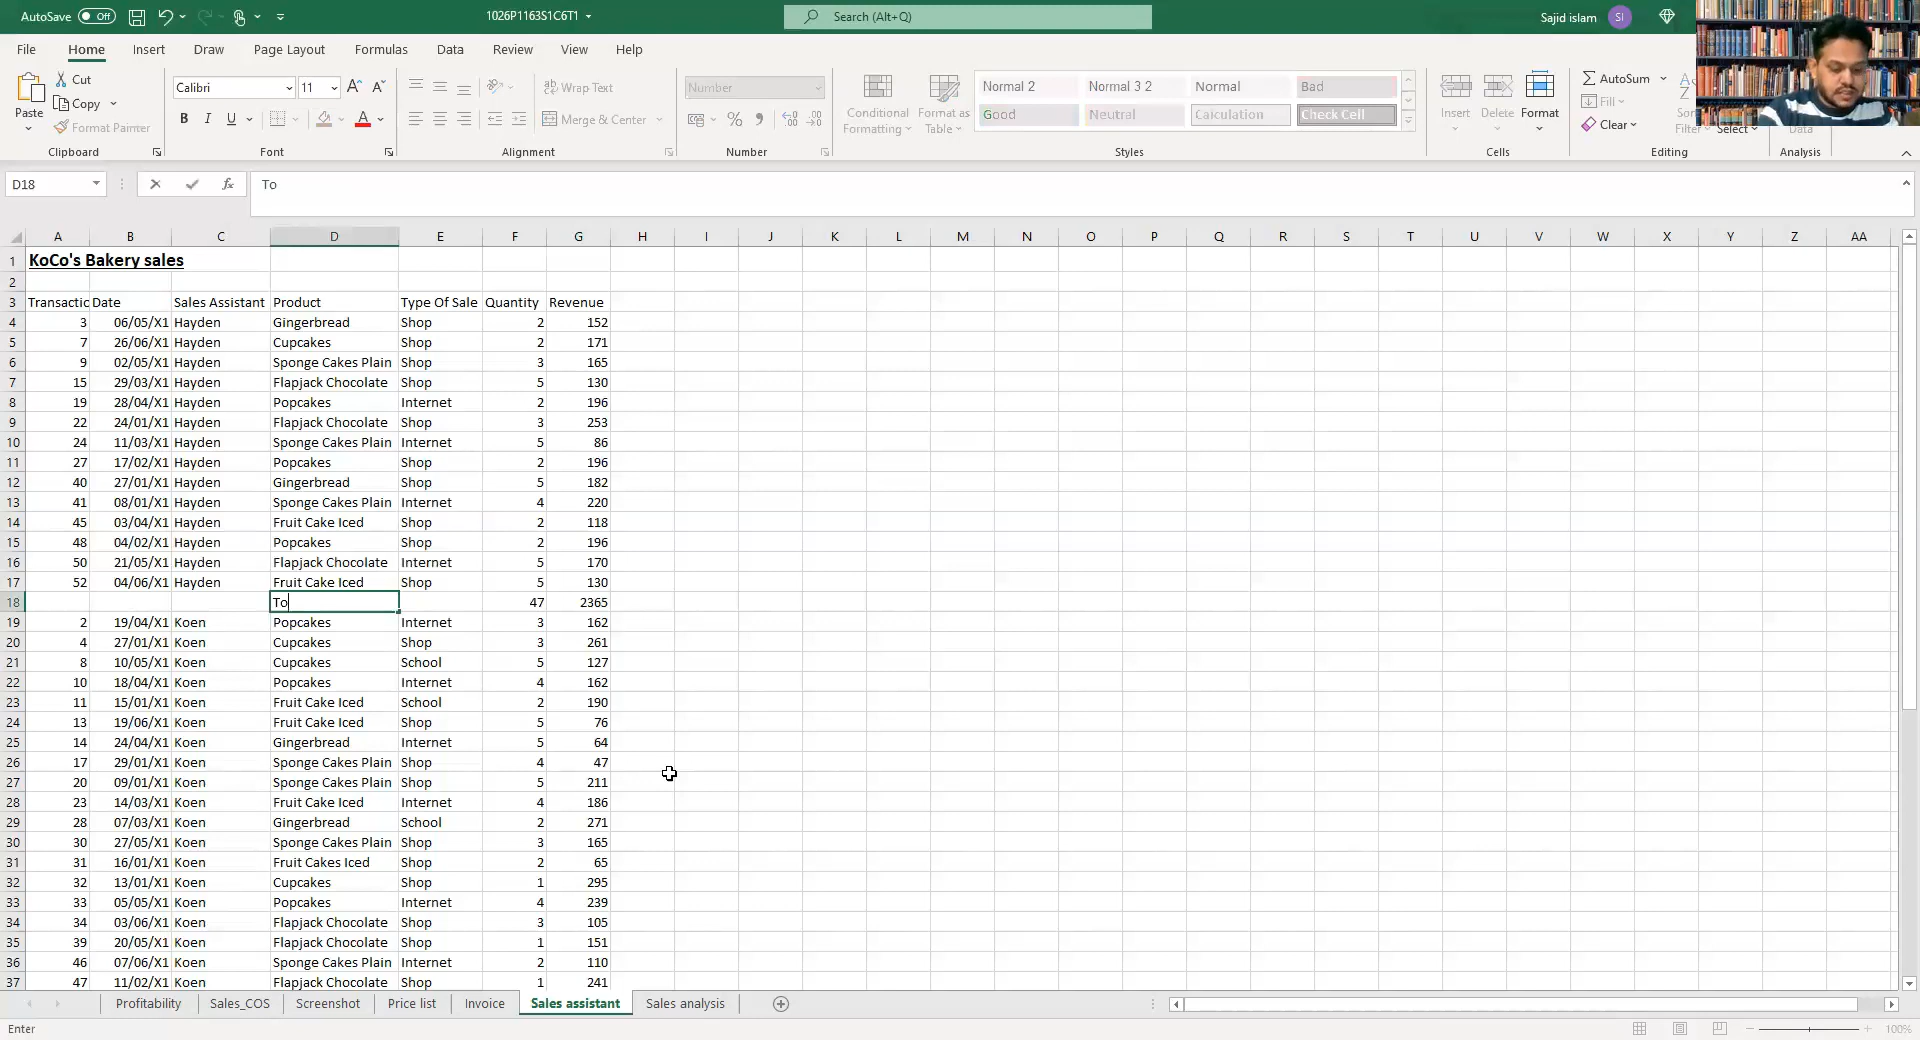 AutoSave Off 1026P1163S1C6T1 Search (Alt+Q) Sajid islam SI
File Home Insert Draw Page Layout Formulas Data Review View Help
Paste Cut Copy Format Painter Clipboard
Calibri 11 A A B I U A Font
Wrap Text Merge & Center Alignment
Number % Number
Conditional Formatting Format as Table
Normal 2 Normal 3 2 Normal Bad
Good Neutral Calculation Check Cell
Styles
Insert Delete Format Cells
AutoSum Fill Clear Select Editing
Data Analysis
D18 fx To
A B C D E F G H I J K L M N O P Q R S T U V W X Y Z AA
1 KoCo's Bakery sales
2
3 Transactic Date Sales Assistant Product Type Of Sale Quantity Revenue
4 3 06/05/X1 Hayden Gingerbread Shop 2 152
5 7 26/06/X1 Hayden Cupcakes Shop 2 171
6 9 02/05/X1 Hayden Sponge Cakes Plain Shop 3 165
7 15 29/03/X1 Hayden Flapjack Chocolate Shop 5 130
8 19 28/04/X1 Hayden Popcakes Internet 2 196
9 22 24/01/X1 Hayden Flapjack Chocolate Shop 3 253
10 24 11/03/X1 Hayden Sponge Cakes Plain Internet 5 86
11 27 17/02/X1 Hayden Popcakes Shop 2 196
12 40 27/01/X1 Hayden Gingerbread Shop 5 182
13 41 08/01/X1 Hayden Sponge Cakes Plain Internet 4 220
14 45 03/04/X1 Hayden Fruit Cake Iced Shop 2 118
15 48 04/02/X1 Hayden Popcakes Shop 2 196
16 50 21/05/X1 Hayden Flapjack Chocolate Internet 5 170
17 52 04/06/X1 Hayden Fruit Cake Iced Shop 5 130
18 To 47 2365
19 2 19/04/X1 Koen Popcakes Internet 3 162
20 4 27/01/X1 Koen Cupcakes Shop 3 261
21 8 10/05/X1 Koen Cupcakes School 5 127
22 10 18/04/X1 Koen Popcakes Internet 4 162
23 11 15/01/X1 Koen Fruit Cake Iced School 2 190
24 13 19/06/X1 Koen Fruit Cake Iced Shop 5 76
25 14 24/04/X1 Koen Gingerbread Internet 5 64
26 17 29/01/X1 Koen Sponge Cakes Plain Shop 4 47
27 20 09/01/X1 Koen Sponge Cakes Plain Shop 5 211
28 23 14/03/X1 Koen Fruit Cake Iced Internet 4 186
29 28 07/03/X1 Koen Gingerbread School 2 271
30 30 27/05/X1 Koen Sponge Cakes Plain Shop 3 165
31 31 16/01/X1 Koen Fruit Cakes Iced Shop 2 65
32 32 13/01/X1 Koen Cupcakes Shop 1 295
33 33 05/05/X1 Koen Popcakes Internet 4 239
34 34 03/06/X1 Koen Flapjack Chocolate Shop 3 105
35 39 20/05/X1 Koen Flapjack Chocolate Shop 1 151
36 46 07/06/X1 Koen Sponge Cakes Plain Internet 2 110
37 47 11/02/X1 Koen Flapjack Chocolate Shop 1 241
Profitability Sales_COS Screenshot Price list Invoice Sales assistant Sales analysis
Enter 100%